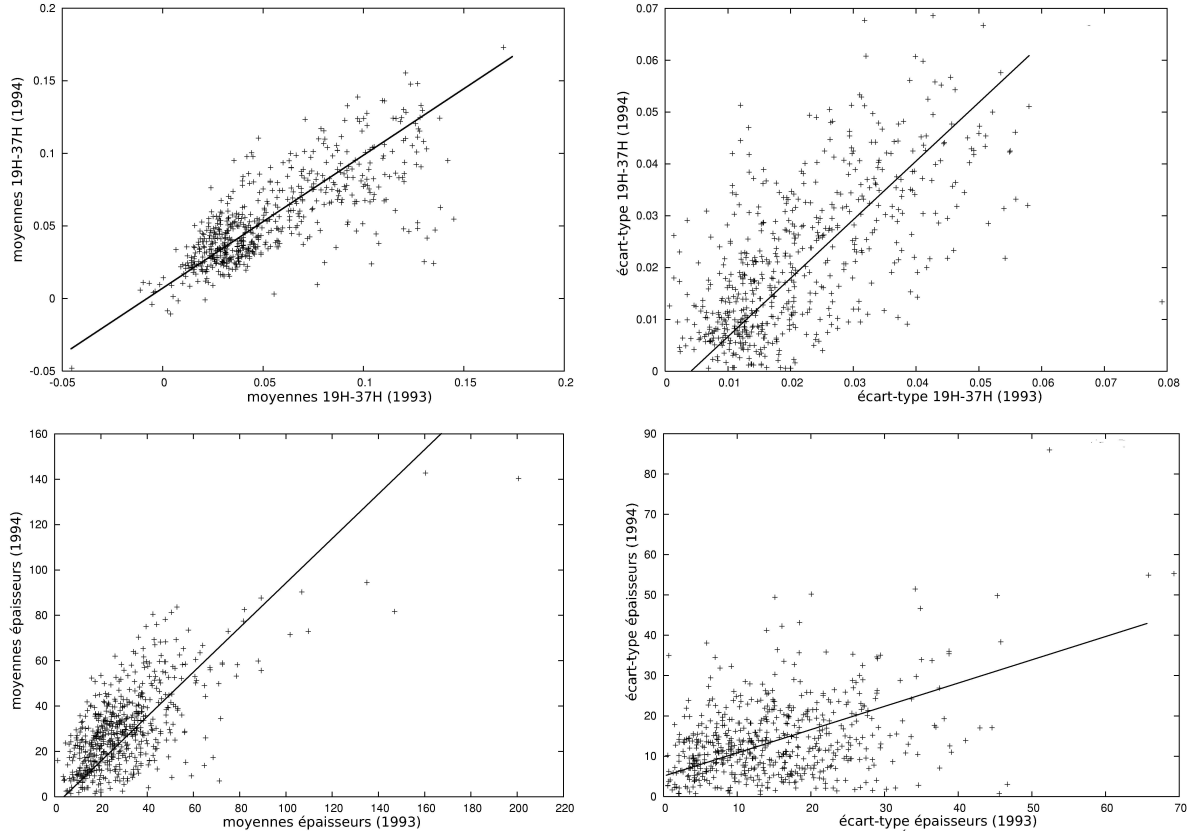 0.2
0.15
0.1
0.05
0
-0.05
moyennes 19H-37H (1994)
-0.05 0 0.05 0.1 0.15 0.2
moyennes 19H-37H (1993)
0.07
0.06
0.05
0.04
0.03
0.02
0.01
0
écart-type 19H-37H (1994)
0 0.01 0.02 0.03 0.04 0.05 0.06 0.07 0.08
écart-type 19H-37H (1993)
160
140
120
100
80
60
40
20
0
moyennes épaisseurs (1994)
0 20 40 60 80 100 120 140 160 180 200 220
moyennes épaisseurs (1993)
90
80
70
60
50
40
30
20
10
0
écart-type épaisseurs (1994)
0 10 20 30 40 50 60 70
écart-type épaisseurs (1993)